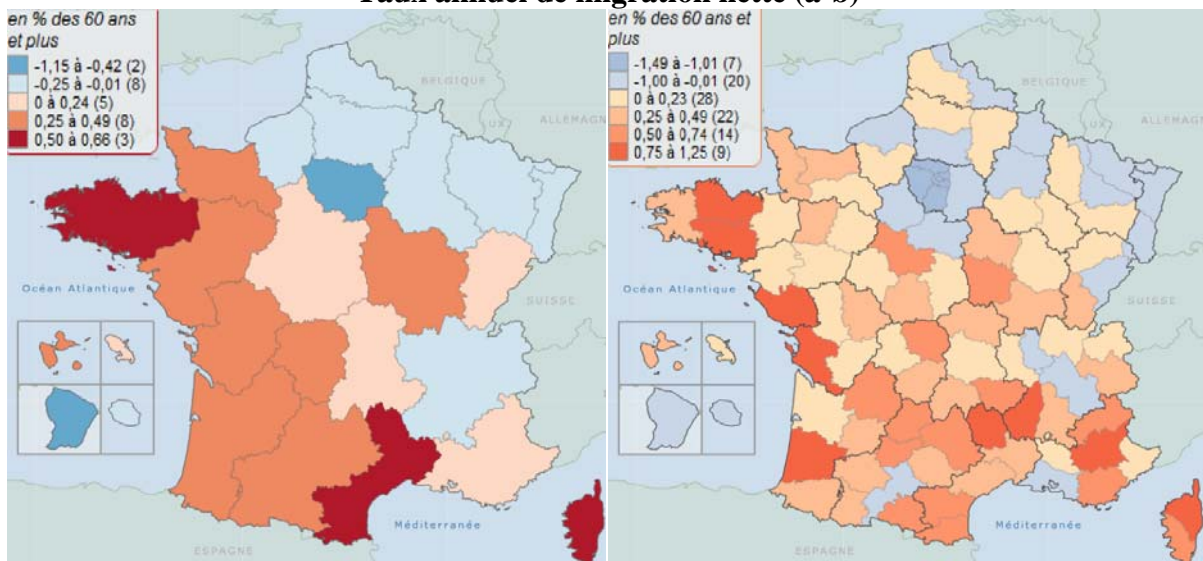 Taux annuel de migration nette (a-b)
en % des 60 ans
et plus
-1,15 à -0,42 (2)
-0,25 à -0,01 (8)
0 à 0,24 (5)
0,25 à 0,49 (8)
0,50 à 0,66 (3)
BELGIQUE
UX
ALLEMAGN
Océan Atlantique
SUISSE
Méditerranée
ESPAGNE
en % des 60 ans et
plus
-1,49 à -1,01 (7)
-1,00 à -0,01 (20)
0 à 0,23 (28)
0,25 à 0,49 (22)
0,50 à 0,74 (14)
0,75 à 1,25 (9)
BELGIQUE
UX
ALLEMAGN
Océan Atlantique
SUISSE
Méditerranée
ESPAGNE